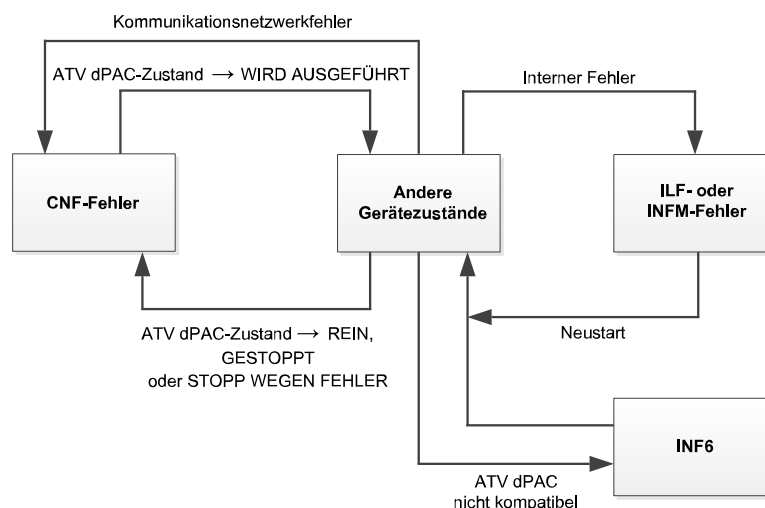 Kommunikationsnetzwerkfehler
ATV dPAC-Zustand → WIRD AUSGEFÜHRT
Interner Fehler
CNF-Fehler
Andere
Gerätezustände
ILF- oder
INFM-Fehler
ATV dPAC-Zustand → REIN,
GESTOPPT
oder STOPP WEGEN FEHLER
Neustart
INF6
ATV dPAC
nicht kompatibel